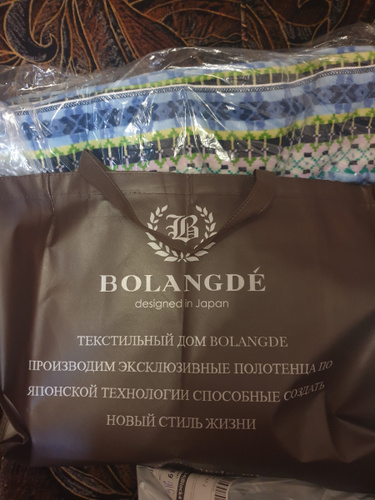 B
BOLANGDÉ
designed in Japan
ТЕКСТИЛЬНЫЙ ДОМ BOLANGDE
ПРОИЗВОДИМ ЭКСКЛЮЗИВНЫЕ ПОЛОТЕНЦА ПО
ЯПОНСКОЙ ТЕХНОЛОГИИ СПОСОБНЫЕ СОЗДАТЬ
НОВЫЙ СТИЛЬ ЖИЗНИ